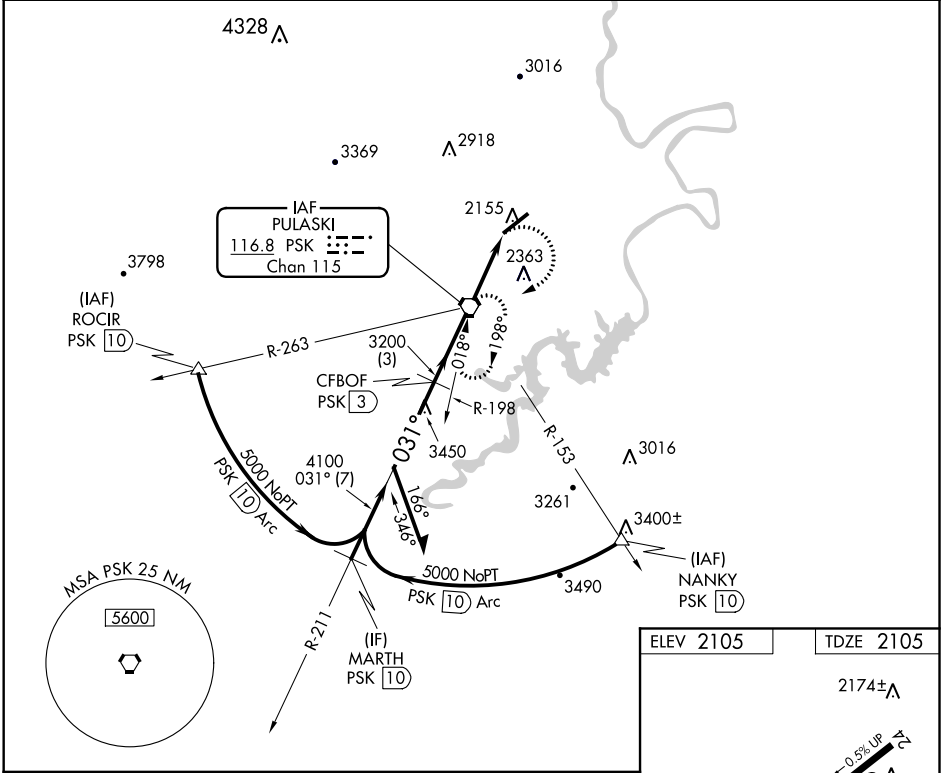 4328
3016
2918
3369
IAF
PULASKI
116.8 PSK
Chan 115
2155
2363
3798
(IAF)
ROCIR
PSK 10
R-263
3200
(3)
018°
198°
CFBOF
PSK 3
R-198
031°
3450
R-153
3016
5000 NoPT
PSK 10 Arc
4100
031° (7)
166°
346°
3261
3400±
(IAF)
NANKY
PSK 10
5000 NoPT
PSK 10 Arc
3490
MSA PSK 25 NM
5600
R-211
(IF)
MARTH
PSK 10
ELEV 2105
TDZE 2105
2174±
0.5% UP
24